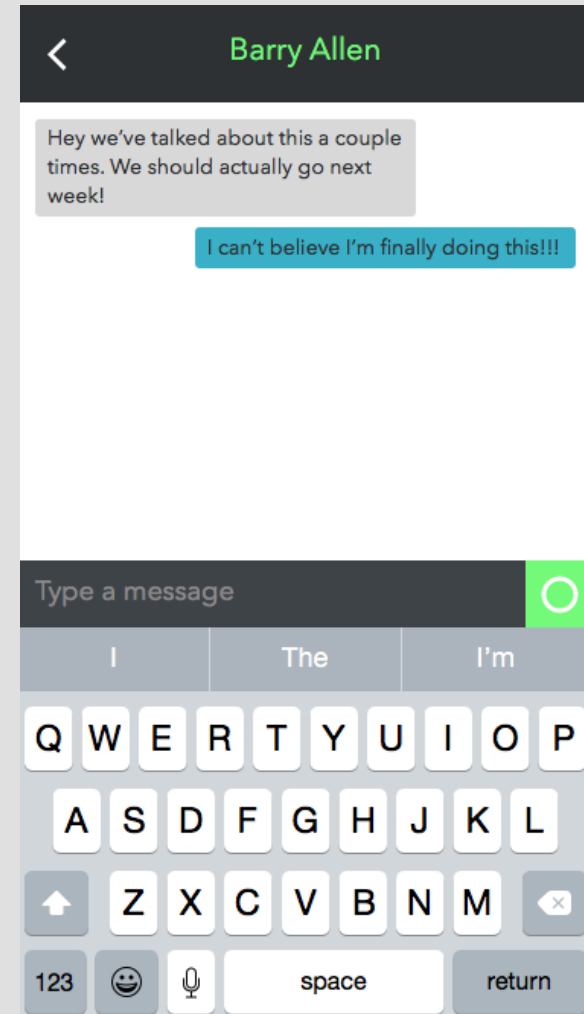 Barry Allen
Hey we've talked about this a couple
times. We should actually go next
week!
I can't believe I'm finally doing this!!!
Type a message
I The I'm
Q W E R T Y U I O P
A S D F G H J K L
Z X C V B N M
123 space return